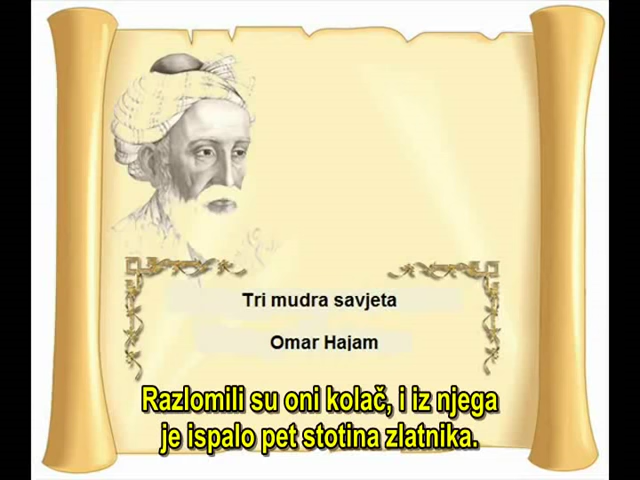 Tri mudra savjeta
Omar Hajam
Razlomili su oni kolač, i iz njega
je ispalo pet stotina zlatnika.